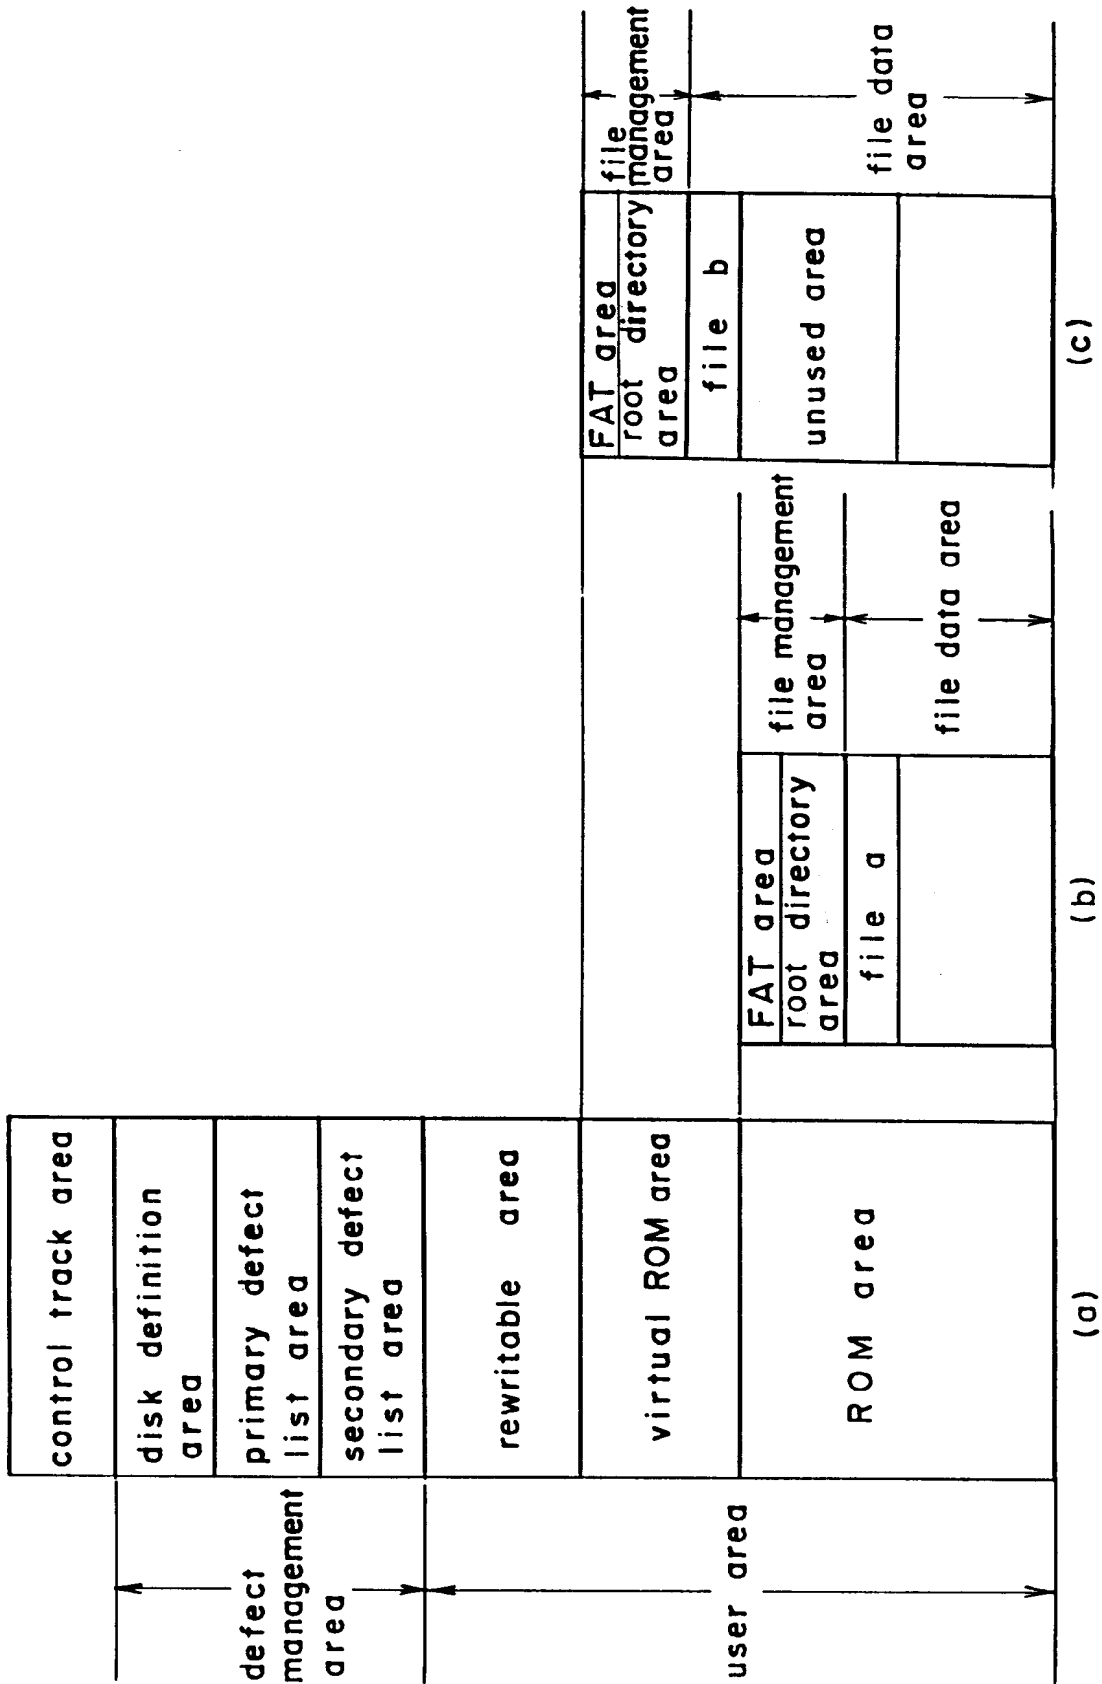 control track area
disk definition
area
primary defect
list area
secondary defect
list area
rewritable area
virtual ROM area
ROM area
defect
management
area
user area
(a)
FAT area
root directory
area
file a
file management
area
file data area
(b)
FAT area
root directory
area
file b
unused area
file
management
area
file data
area
(c)